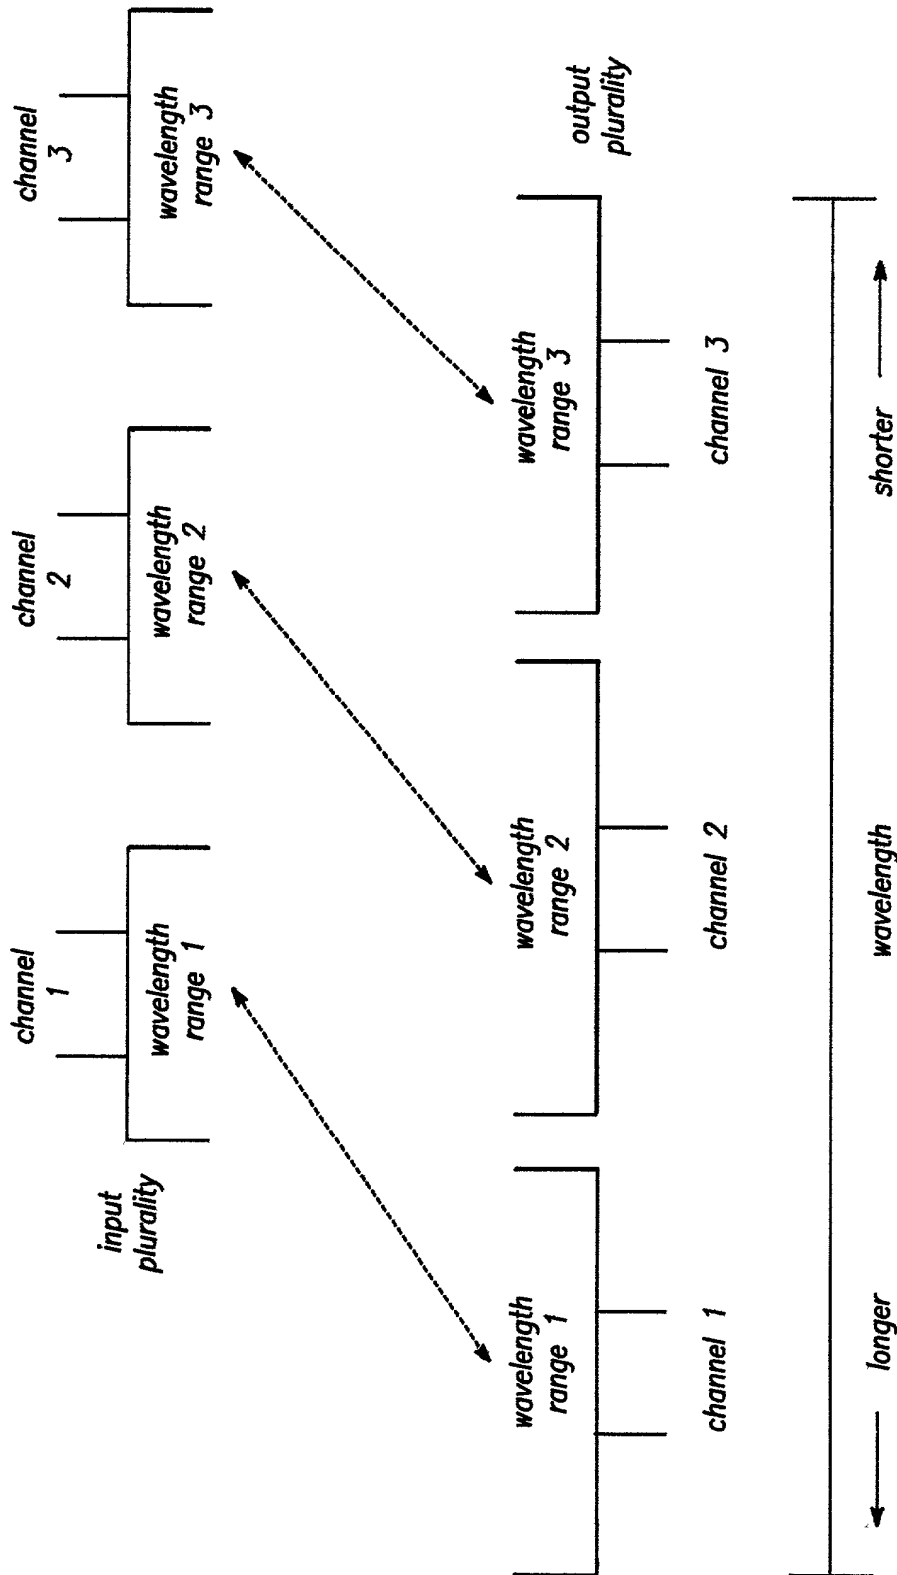 channel
1
channel
2
channel
3
input
plurality
wavelength
range 1
wavelength
range 2
wavelength
range 3
wavelength
range 1
wavelength
range 2
wavelength
range 3
output
plurality
channel 1
channel 2
channel 3
longer
wavelength
shorter